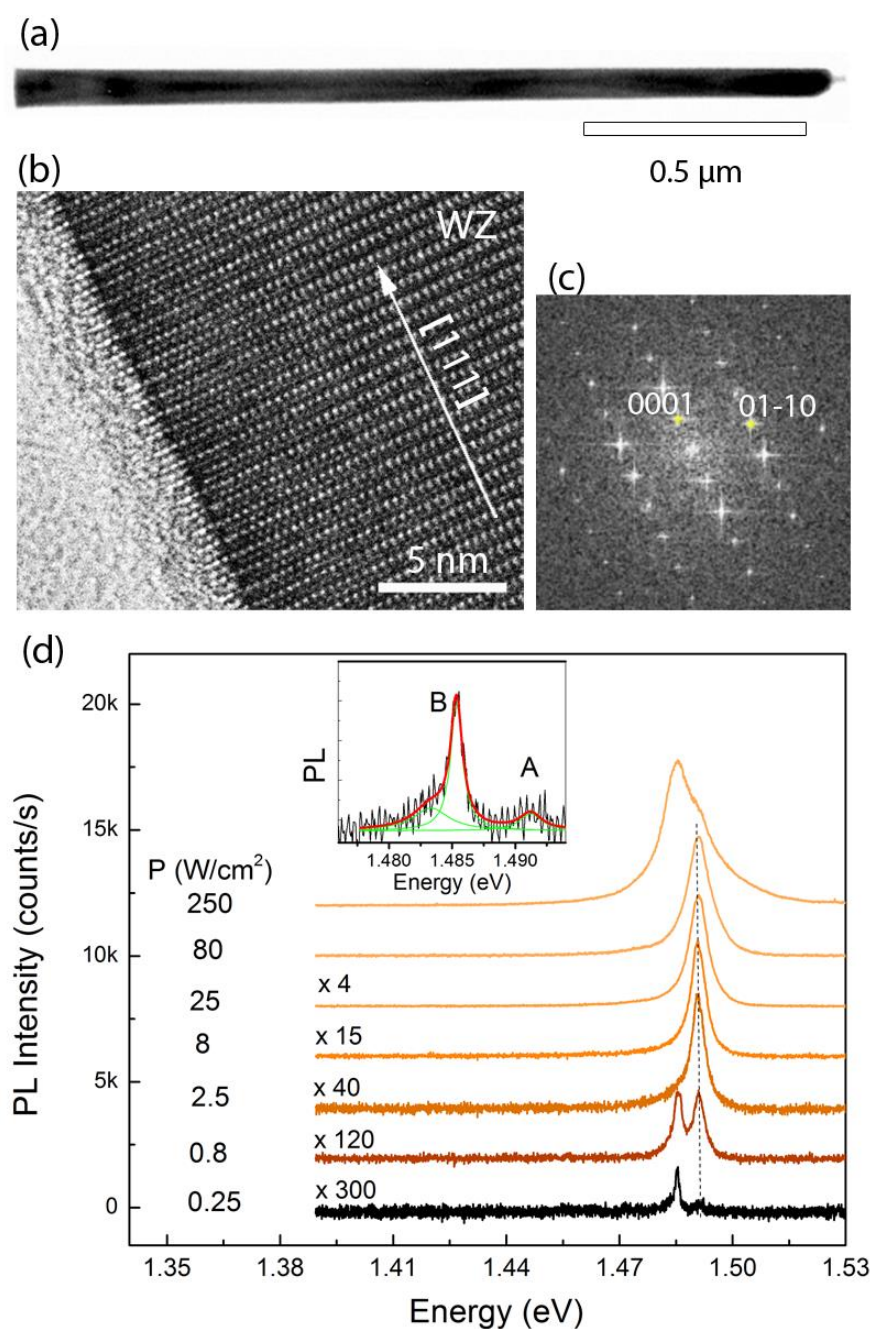 (a)
0.5 μm
(b)
WZ
[111]
5 nm
(c)
0001
01-10
(d)
20k
15k
10k
5k
0
PL Intensity (counts/s)
P (W/cm²)
250
80
25
8
2.5
0.8
0.25
x 4
x 15
x 40
x 120
x 300
B
A
PL
1.480 1.485 1.490
Energy (eV)
1.35 1.38 1.41 1.44 1.47 1.50 1.53
Energy (eV)